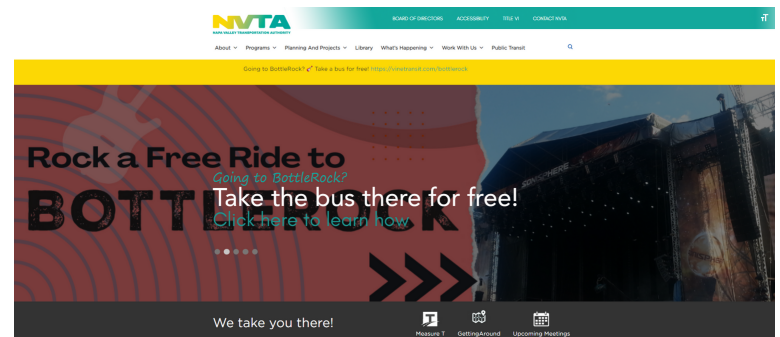 NVTA
NAPA VALLEY TRANSPORTATION AUTHORITY
BOARD OF DIRECTORS ACCESSIBILITY TITLE VI CONTACT NVTA
About Programs Planning And Projects Library What's Happening Work With Us Public Transit
Going to BottleRock? 🎸 Take a bus for free! https://vinetransit.com/bottlerock
Rock a Free Ride to
BOTTLEROCK
Going to BottleRock?
Take the bus there for free!
Click here to learn how
We take you there!
Measure T GettingAround Upcoming Meetings